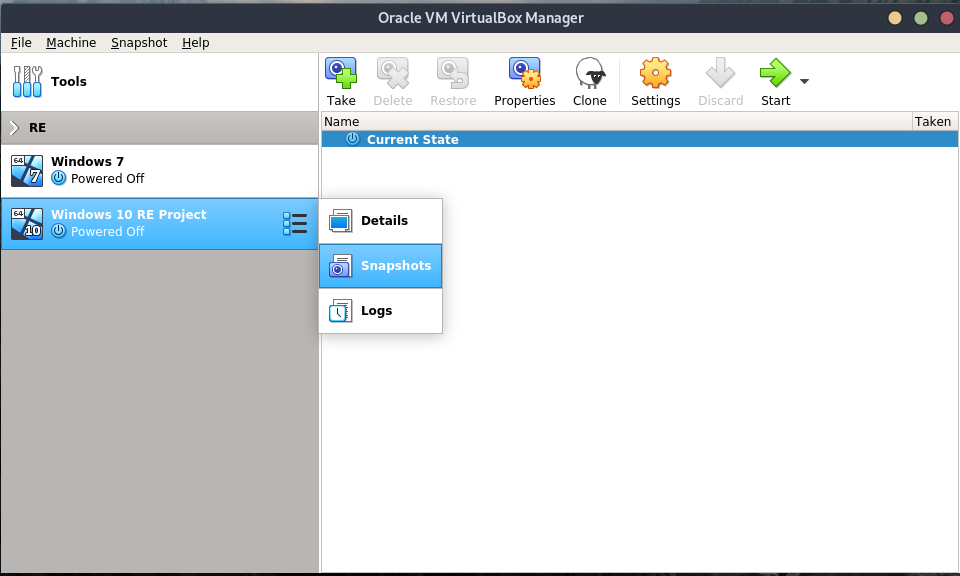 Oracle VM VirtualBox Manager
File Machine Snapshot Help
Tools
Take Delete Restore Properties Clone Settings Discard Start
RE
Name Taken
Current State
64 7 Windows 7
Powered Off
64 10 Windows 10 RE Project
Powered Off
Details
Snapshots
Logs